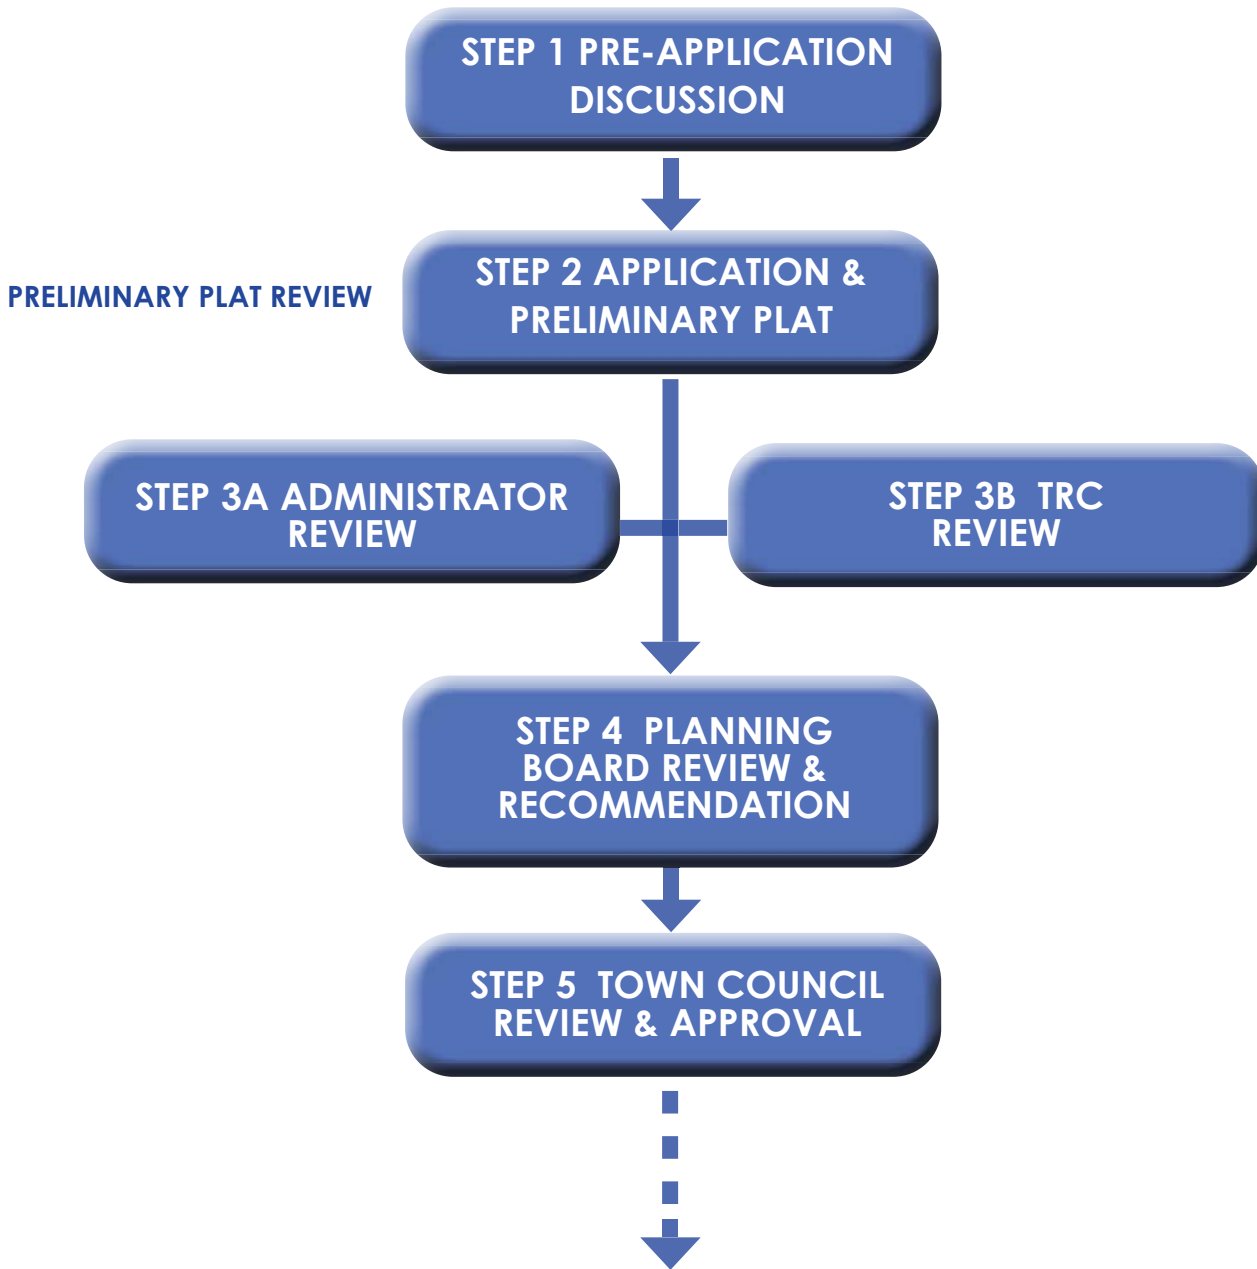 STEP 1 PRE-APPLICATION
DISCUSSION
PRELIMINARY PLAT REVIEW
STEP 2 APPLICATION &
PRELIMINARY PLAT
STEP 3A ADMINISTRATOR
REVIEW
STEP 3B TRC
REVIEW
STEP 4 PLANNING
BOARD REVIEW &
RECOMMENDATION
STEP 5 TOWN COUNCIL
REVIEW & APPROVAL